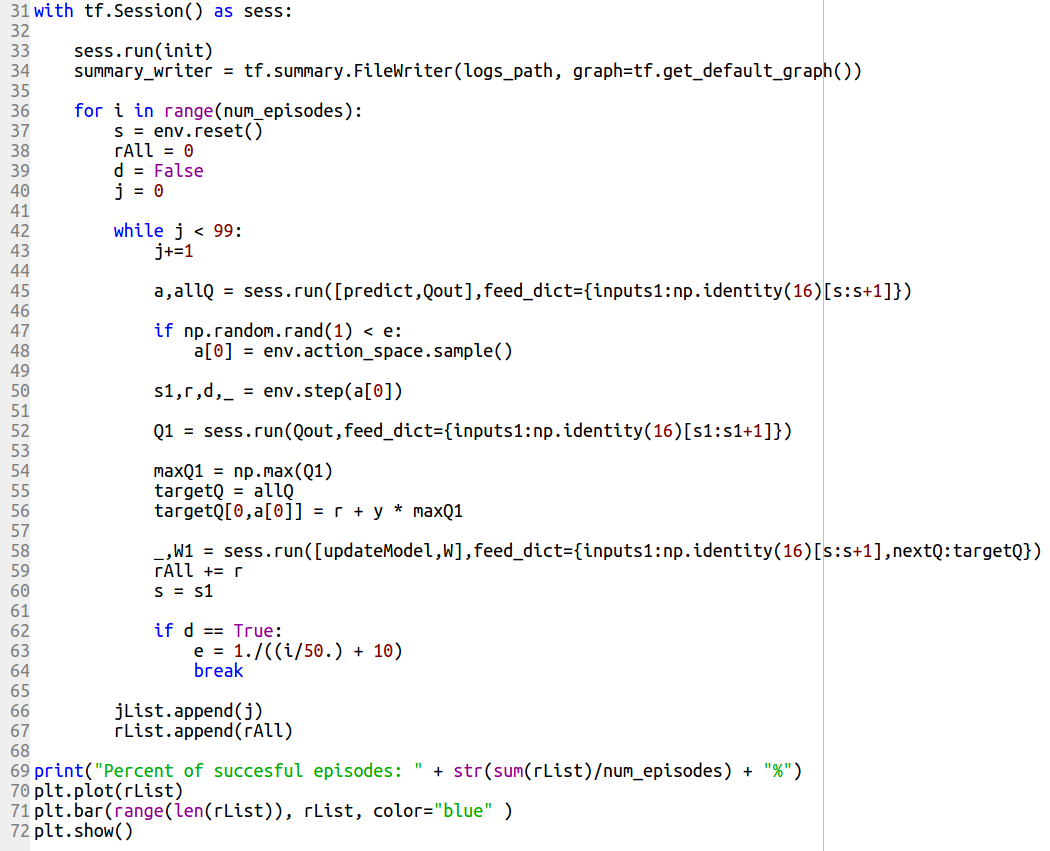 31 with tf.Session() as sess:
32
33     sess.run(init)
34     summary_writer = tf.summary.FileWriter(logs_path, graph=tf.get_default_graph())
35
36     for i in range(num_episodes):
37         s = env.reset()
38         rAll = 0
39         d = False
40         j = 0
41
42         while j < 99:
43             j+=1
44
45             a,allQ = sess.run([predict,Qout],feed_dict={inputs1:np.identity(16)[s:s+1]})
46
47             if np.random.rand(1) < e:
48                 a[0] = env.action_space.sample()
49
50             s1,r,d,_ = env.step(a[0])
51
52             Q1 = sess.run(Qout,feed_dict={inputs1:np.identity(16)[s1:s1+1]})
53
54             maxQ1 = np.max(Q1)
55             targetQ = allQ
56             targetQ[0,a[0]] = r + y * maxQ1
57
58             _,W1 = sess.run([updateModel,W],feed_dict={inputs1:np.identity(16)[s:s+1],nextQ:targetQ})
59             rAll += r
60             s = s1
61
62             if d == True:
63                 e = 1./((i/50.) + 10)
64                 break
65
66         jList.append(j)
67         rList.append(rAll)
68
69 print("Percent of succesful episodes: " + str(sum(rList)/num_episodes) + "%")
70 plt.plot(rList)
71 plt.bar(range(len(rList)), rList, color="blue" )
72 plt.show()